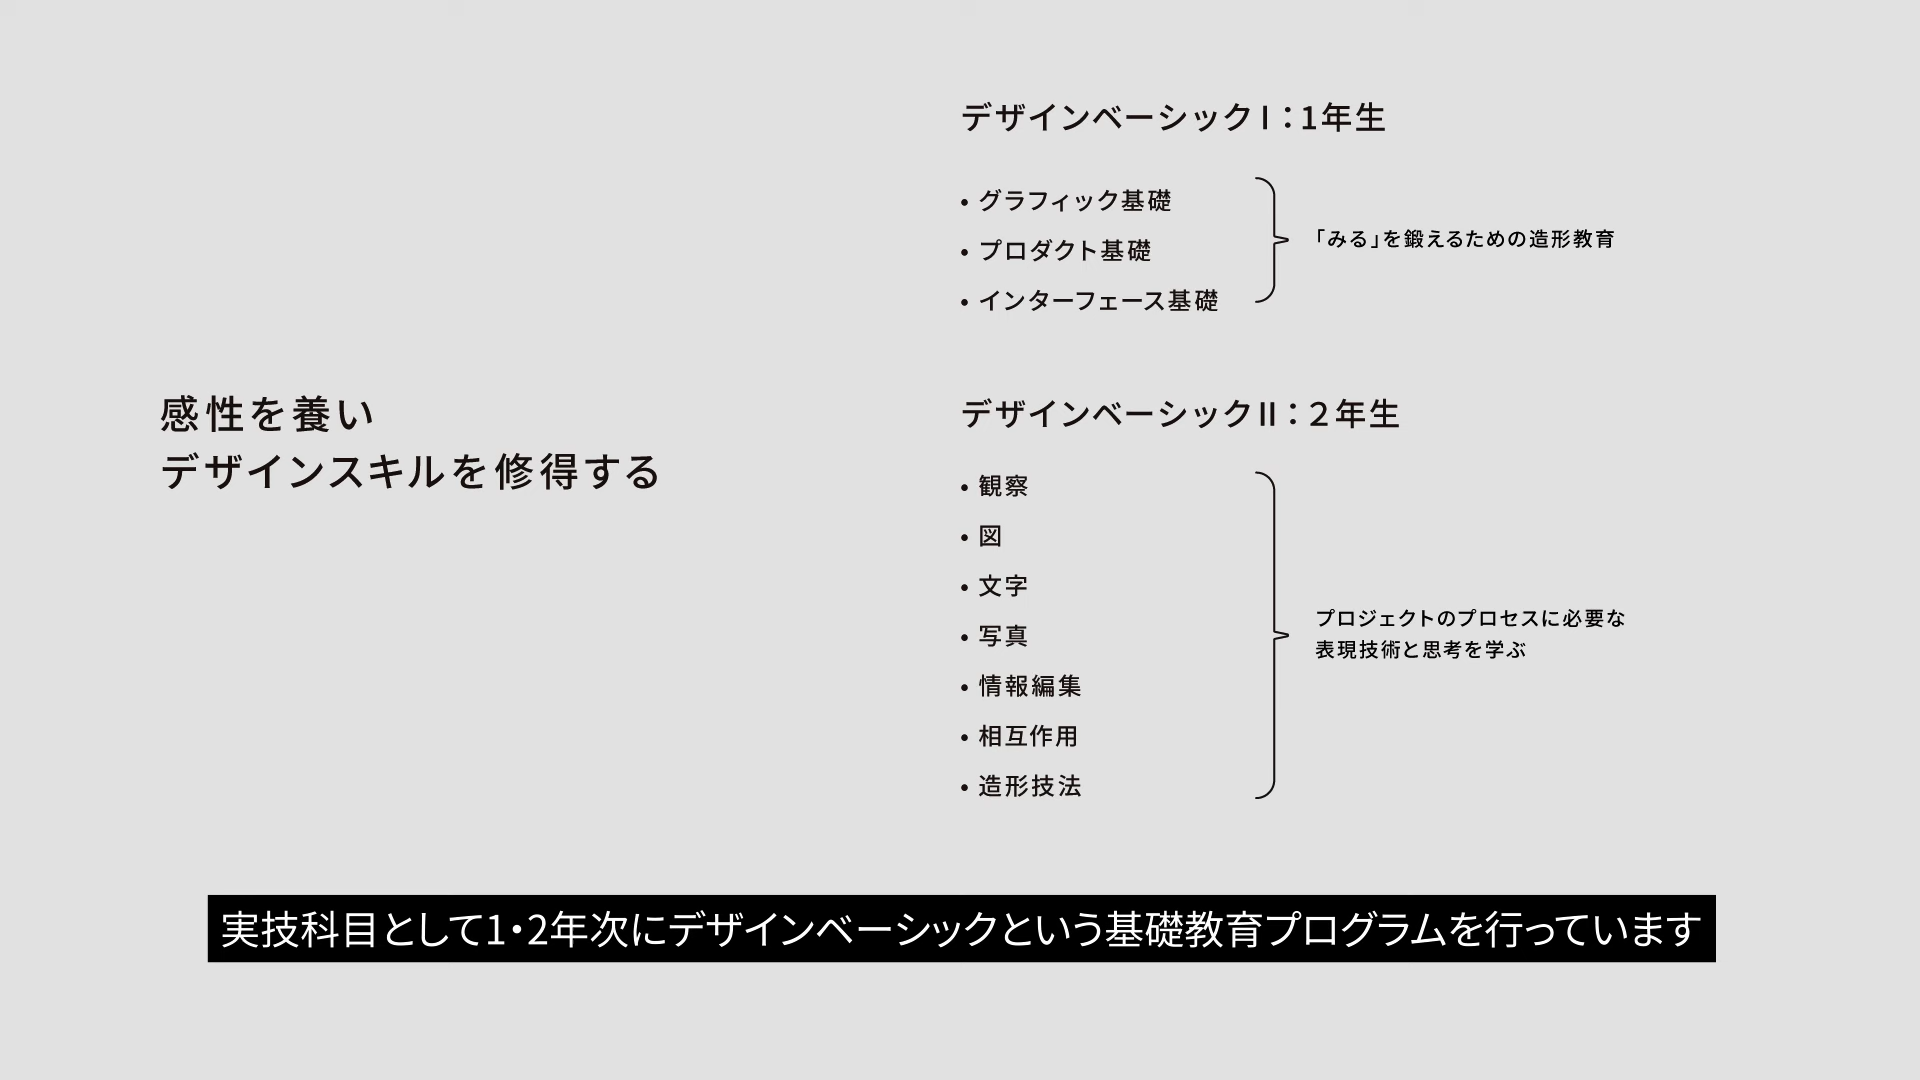 感性を養い
デザインスキルを修得する
デザインベーシックⅠ：1年生
• グラフィック基礎
• プロダクト基礎
• インターフェース基礎
「みる」を鍛えるための造形教育
デザインベーシックⅡ：2年生
• 観察
• 図
• 文字
• 写真
• 情報編集
• 相互作用
• 造形技法
プロジェクトのプロセスに必要な
表現技術と思考を学ぶ
実技科目として1・2年次にデザインベーシックという基礎教育プログラムを行っています